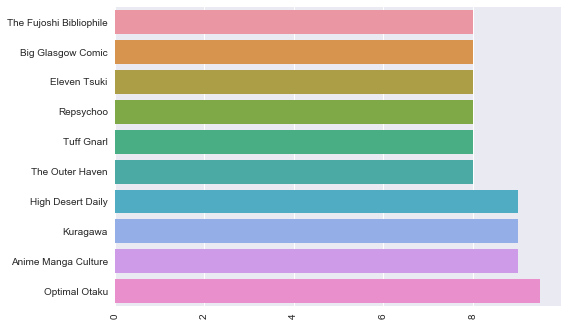 The Fujoshi Bibliophile
Big Glasgow Comic
Eleven Tsuki
Repsychoo
Tuff Gnarl
The Outer Haven
High Desert Daily
Kuragawa
Anime Manga Culture
Optimal Otaku
0 2 4 6 8